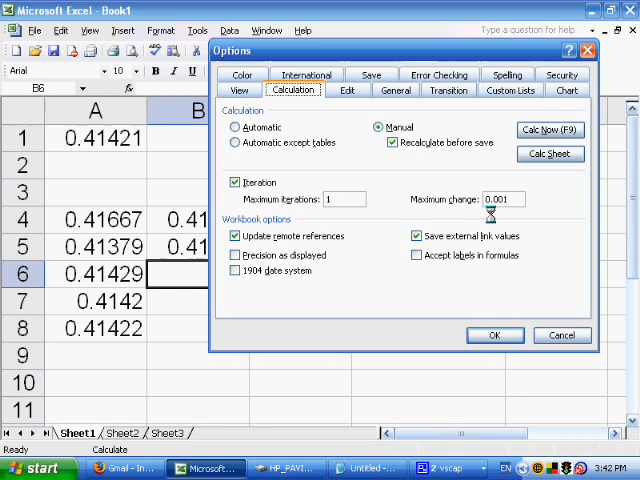 Microsoft Excel - Book1
File Edit View Insert Format Tools Data Window Help Type a question for help
Options
Arial 10 B I U
B6 fx
Color International Save Error Checking Spelling Security
View Calculation Edit General Transition Custom Lists Chart
Calculation
Automatic Manual Calc Now (F9)
Automatic except tables Recalculate before save Calc Sheet
Iteration
Maximum iterations: 1 Maximum change: 0.001
Workbook options
Update remote references Save external link values
Precision as displayed Accept labels in formulas
1904 date system
OK Cancel
A B
1 0.41421
2
3
4 0.41667 0.41
5 0.41379 0.41
6 0.41429
7 0.4142
8 0.41422
9
10
11
Sheet1 Sheet2 Sheet3
Ready Calculate
start Gmail - In... Microsoft... HP_PAVI... Untitled -... 2 vscap EN 3:42 PM